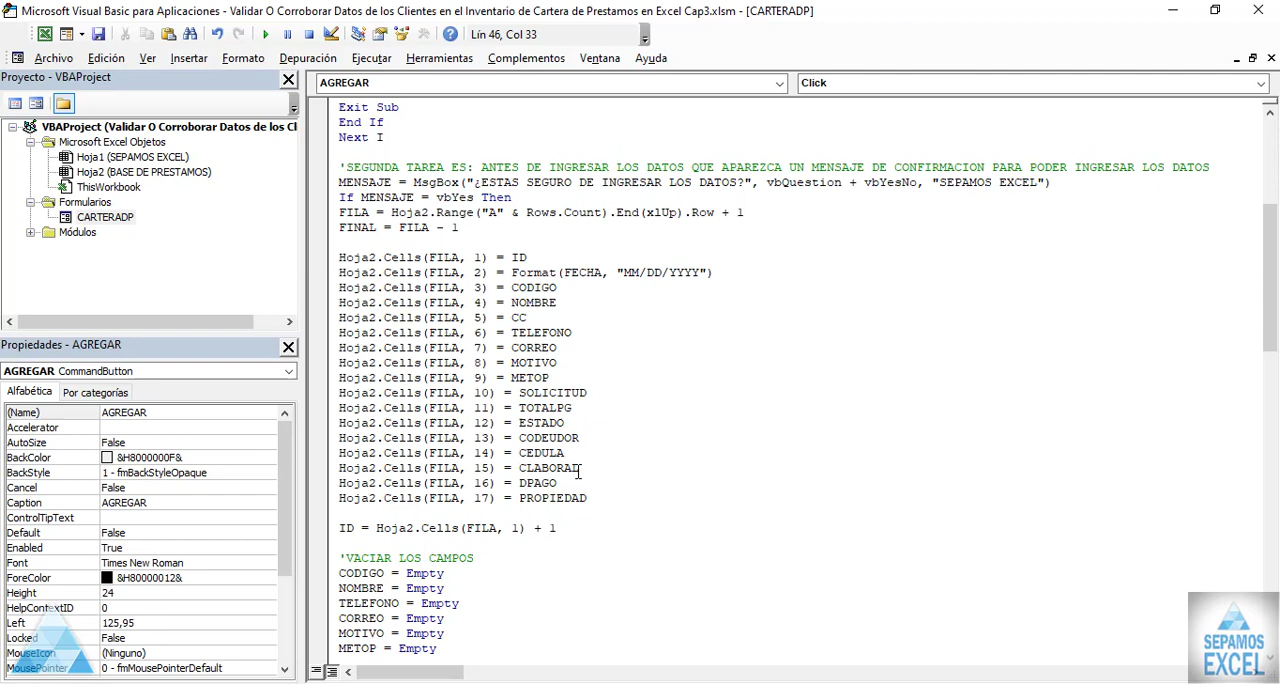 Microsoft Visual Basic para Aplicaciones - Validar O Corroborar Datos de los Clientes en el Inventario de Cartera de Prestamos en Excel Cap3.xlsm - [CARTERADP]
Lín 46, Col 33
Archivo Edición Ver Insertar Formato Depuración Ejecutar Herramientas Complementos Ventana Ayuda
Proyecto - VBAProject
VBAProject (Validar O Corroborar Datos de los Cl
Microsoft Excel Objetos
Hoja1 (SEPAMOS EXCEL)
Hoja2 (BASE DE PRESTAMOS)
ThisWorkbook
Formularios
CARTERADP
Módulos
Propiedades - AGREGAR
AGREGAR CommandButton
Alfabética Por categorías
(Name) AGREGAR
Accelerator
AutoSize False
BackColor &H8000000F&
BackStyle 1 - fmBackStyleOpaque
Cancel False
Caption AGREGAR
ControlTipText
Default False
Enabled True
Font Times New Roman
ForeColor &H80000012&
Height 24
HelpContextID 0
Left 125,95
Locked False
MouseIcon (Ninguno)
MousePointer 0 - fmMousePointerDefault
AGREGAR Click
Exit Sub
End If
Next I
'SEGUNDA TAREA ES: ANTES DE INGRESAR LOS DATOS QUE APAREZCA UN MENSAJE DE CONFIRMACION PARA PODER INGRESAR LOS DATOS
MENSAJE = MsgBox("¿ESTAS SEGURO DE INGRESAR LOS DATOS?", vbQuestion + vbYesNo, "SEPAMOS EXCEL")
If MENSAJE = vbYes Then
FILA = Hoja2.Range("A" & Rows.Count).End(xlUp).Row + 1
FINAL = FILA - 1
Hoja2.Cells(FILA, 1) = ID
Hoja2.Cells(FILA, 2) = Format(FECHA, "MM/DD/YYYY")
Hoja2.Cells(FILA, 3) = CODIGO
Hoja2.Cells(FILA, 4) = NOMBRE
Hoja2.Cells(FILA, 5) = CC
Hoja2.Cells(FILA, 6) = TELEFONO
Hoja2.Cells(FILA, 7) = CORREO
Hoja2.Cells(FILA, 8) = MOTIVO
Hoja2.Cells(FILA, 9) = METOP
Hoja2.Cells(FILA, 10) = SOLICITUD
Hoja2.Cells(FILA, 11) = TOTALPG
Hoja2.Cells(FILA, 12) = ESTADO
Hoja2.Cells(FILA, 13) = CODEUDOR
Hoja2.Cells(FILA, 14) = CEDULA
Hoja2.Cells(FILA, 15) = CLABORAL
Hoja2.Cells(FILA, 16) = DPAGO
Hoja2.Cells(FILA, 17) = PROPIEDAD
ID = Hoja2.Cells(FILA, 1) + 1
'VACIAR LOS CAMPOS
CODIGO = Empty
NOMBRE = Empty
TELEFONO = Empty
CORREO = Empty
MOTIVO = Empty
METOP = Empty
SEPAMOS
EXCEL